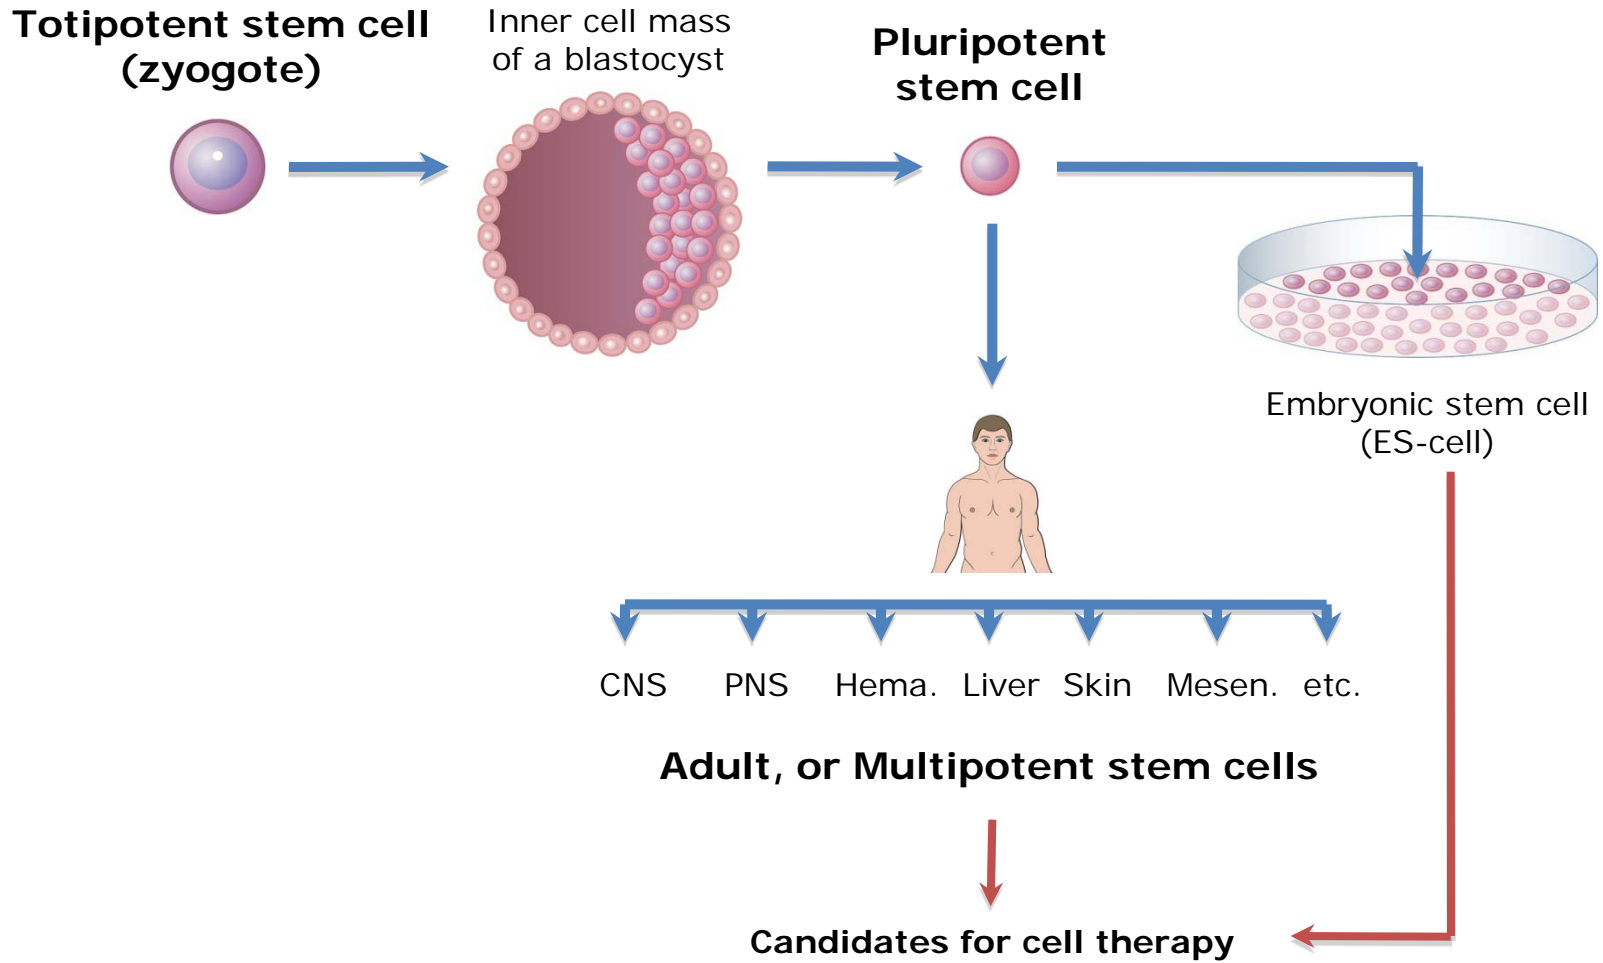 Totipotent stem cell
(zyogote)
Inner cell mass
of a blastocyst
Pluripotent
stem cell
Embryonic stem cell
(ES-cell)
CNS PNS Hema. Liver Skin Mesen. etc.
Adult, or Multipotent stem cells
Candidates for cell therapy